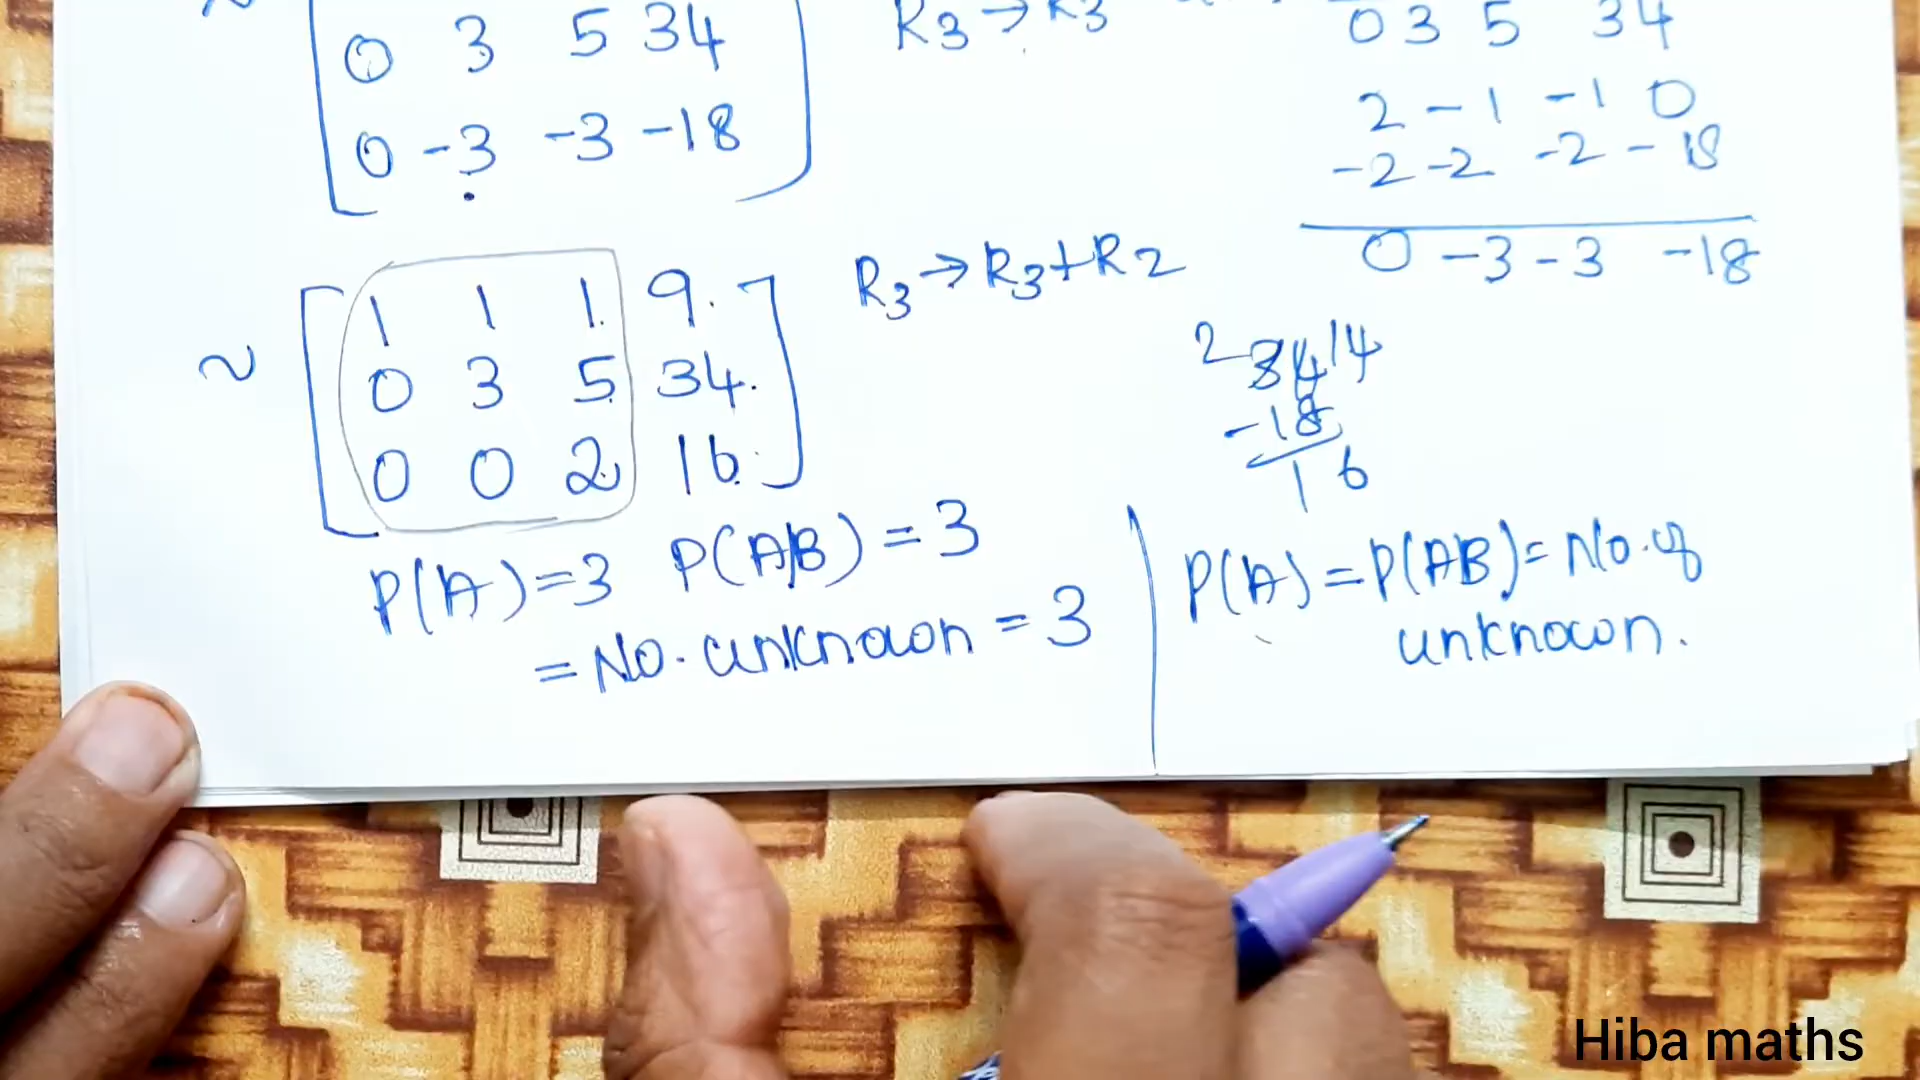 ~
0 3 5 34
0 -3 -3 -18
R3 → R3
0 3 5 34
2 -1 -1 0
-2 -2 -2 -18
0 -3 -3 -18
~
1 1 1 9
0 3 5 34
0 0 2 16
R3 → R3+R2
2 34 14
-18
16
P(A)=3 P(AB)=3
= No. unknown = 3
P(A) = P(AB) = No. of
unknown.
Hiba maths